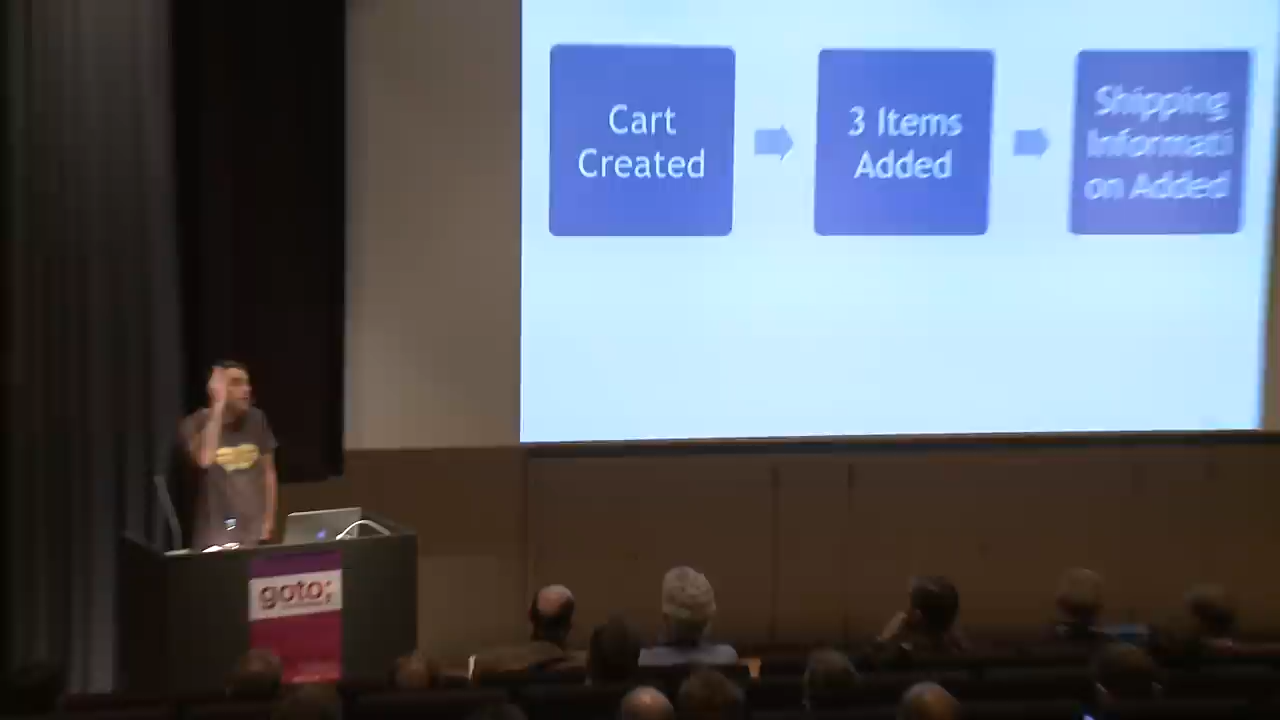 Cart
Created
3 Items
Added
Shipping
Informati
on Added
goto;